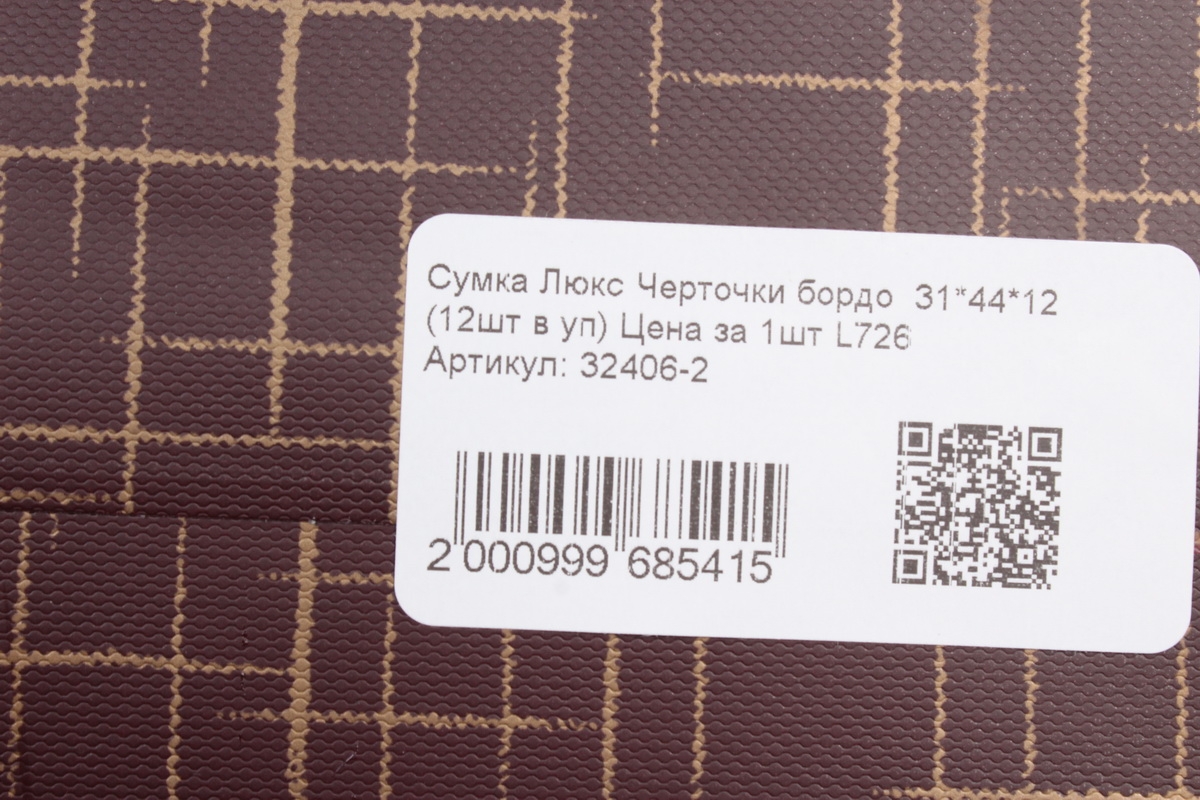 Сумка Люкс Черточки бордо 31*44*12
(12шт в уп) Цена за 1шт L726
Артикул: 32406-2
2 000999 685415